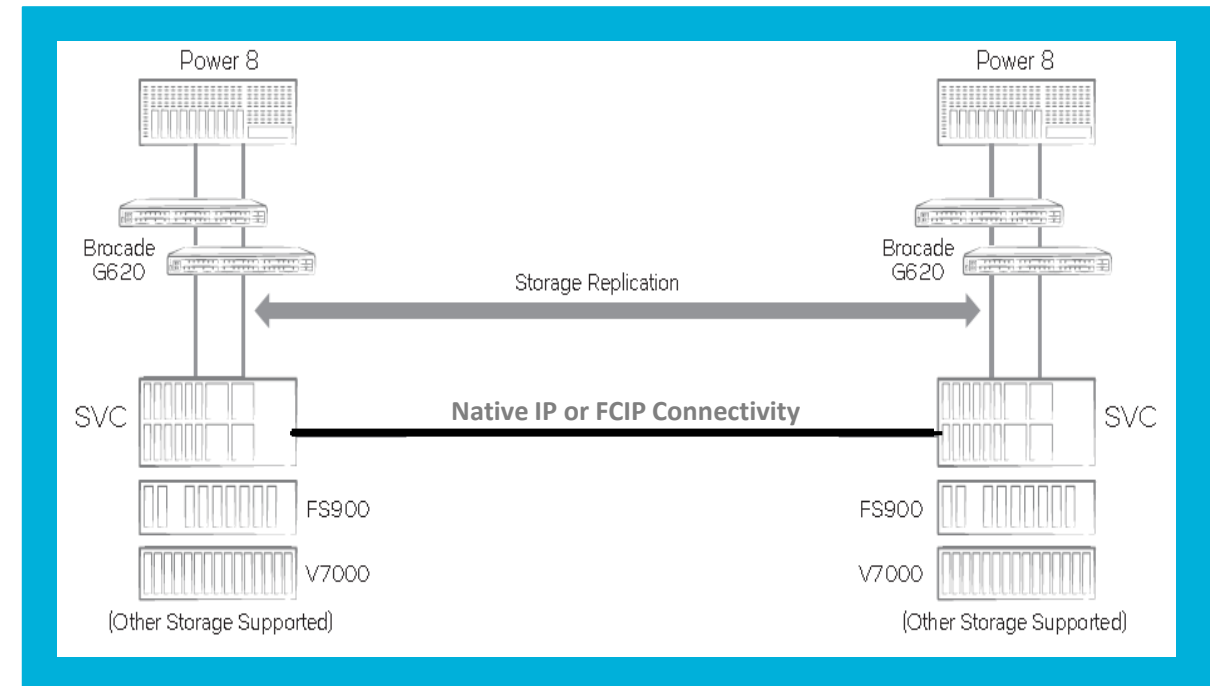 Power 8
Power 8
Brocade
G620
Brocade
G620
Storage Replication
SVC
Native IP or FCIP Connectivity
SVC
FS900
FS900
V7000
V7000
(Other Storage Supported)
(Other Storage Supported)